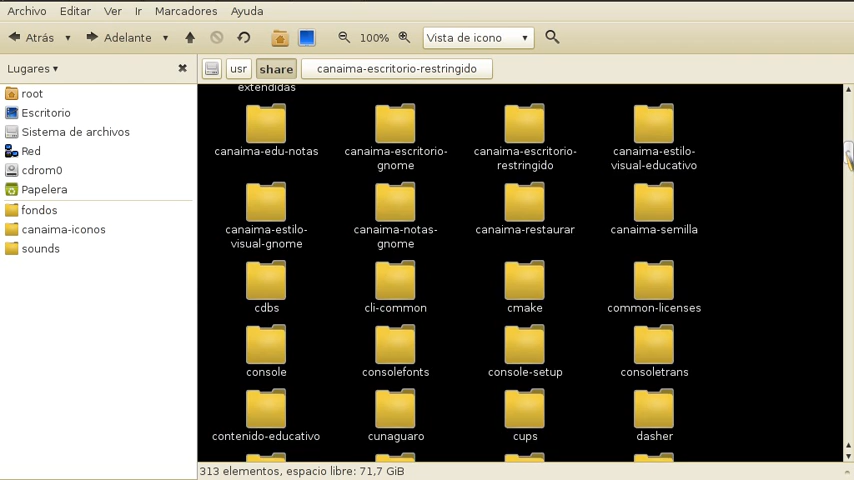 Archivo Editar Ver Ir Marcadores Ayuda
Atrás Adelante 100% Vista de icono
Lugares usr share canaima-escritorio-restringido
root
Escritorio
Sistema de archivos
Red
cdrom0
Papelera
fondos
canaima-iconos
sounds
extendidas
canaima-edu-notas canaima-escritorio-gnome canaima-escritorio-restringido canaima-estilo-visual-educativo
canaima-estilo-visual-gnome canaima-notas-gnome canaima-restaurar canaima-semilla
cdbs cli-common cmake common-licenses
console consolefonts console-setup consoletrans
contenido-educativo cunaguaro cups dasher
313 elementos, espacio libre: 71,7 GiB